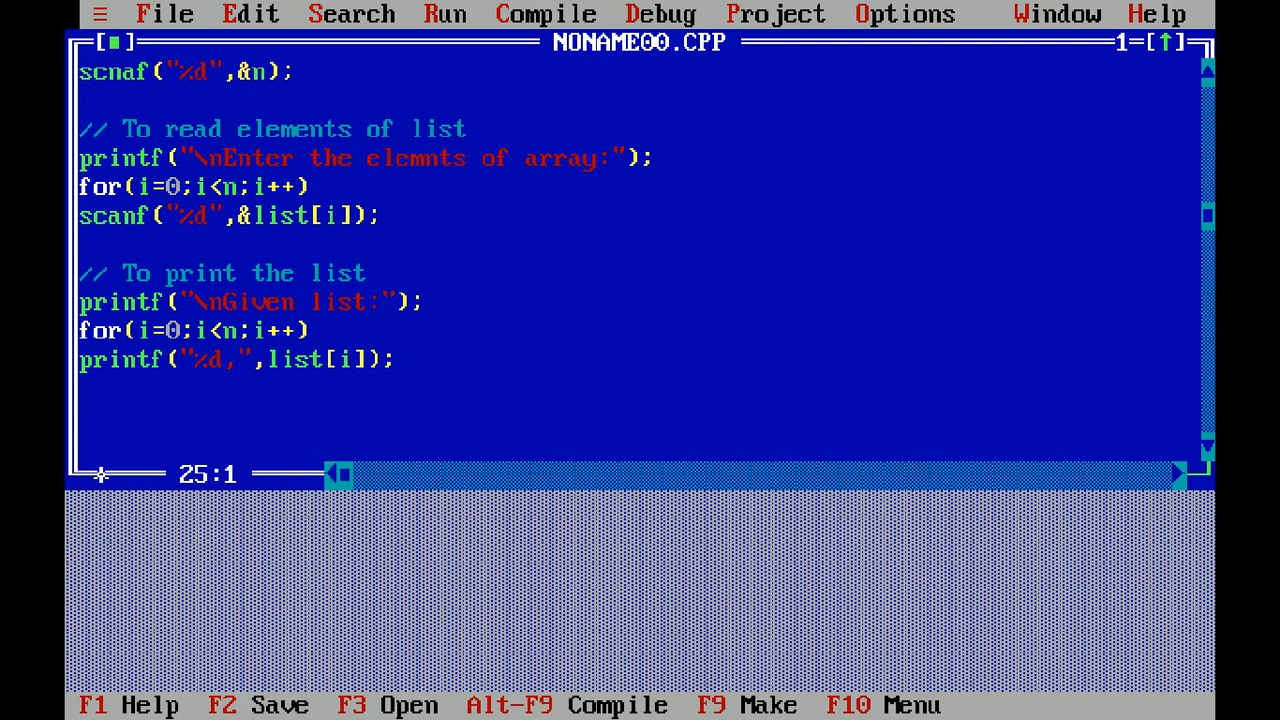 ≡ File Edit Search Run Compile Debug Project Options Window Help
[■] NONAME00.CPP 1=[↑]
scnaf("%d",&n);
// To read elements of list
printf("\nEnter the elemnts of array:");
for(i=0;i<n;i++)
scanf("%d",&list[i]);
// To print the list
printf("\nGiven list:");
for(i=0;i<n;i++)
printf("%d,",list[i]);
25:1
F1 Help F2 Save F3 Open Alt-F9 Compile F9 Make F10 Menu